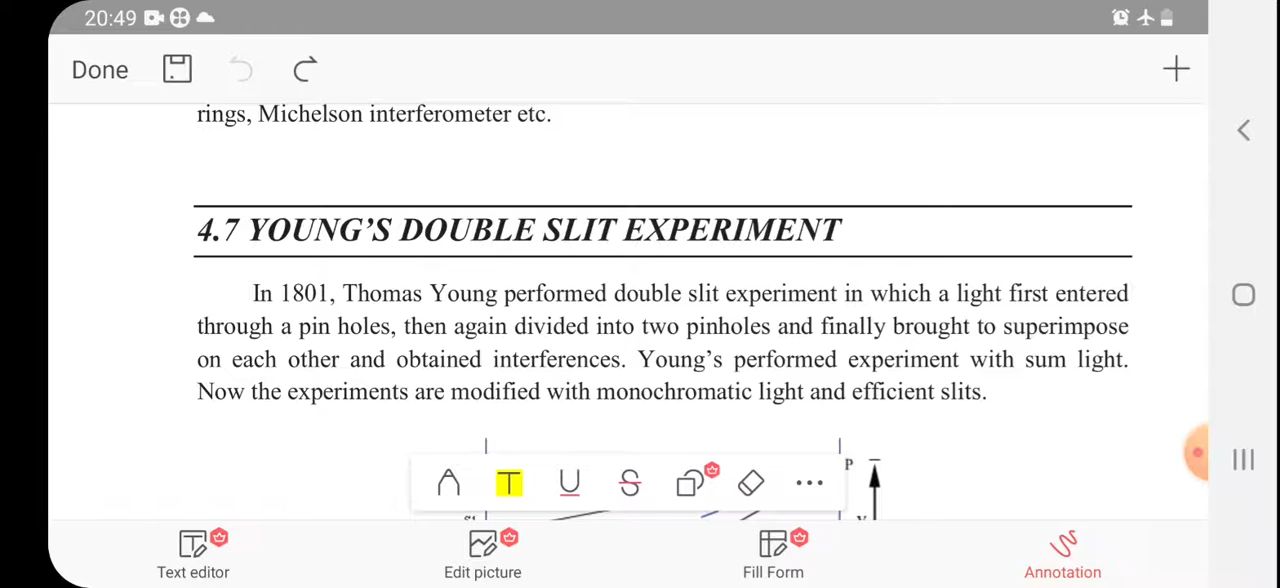 20:49
Done
rings, Michelson interferometer etc.
4.7 YOUNG'S DOUBLE SLIT EXPERIMENT
In 1801, Thomas Young performed double slit experiment in which a light first entered
through a pin holes, then again divided into two pinholes and finally brought to superimpose
on each other and obtained interferences. Young's performed experiment with sum light.
Now the experiments are modified with monochromatic light and efficient slits.
P
T
U
S
Text editor
Edit picture
Fill Form
Annotation